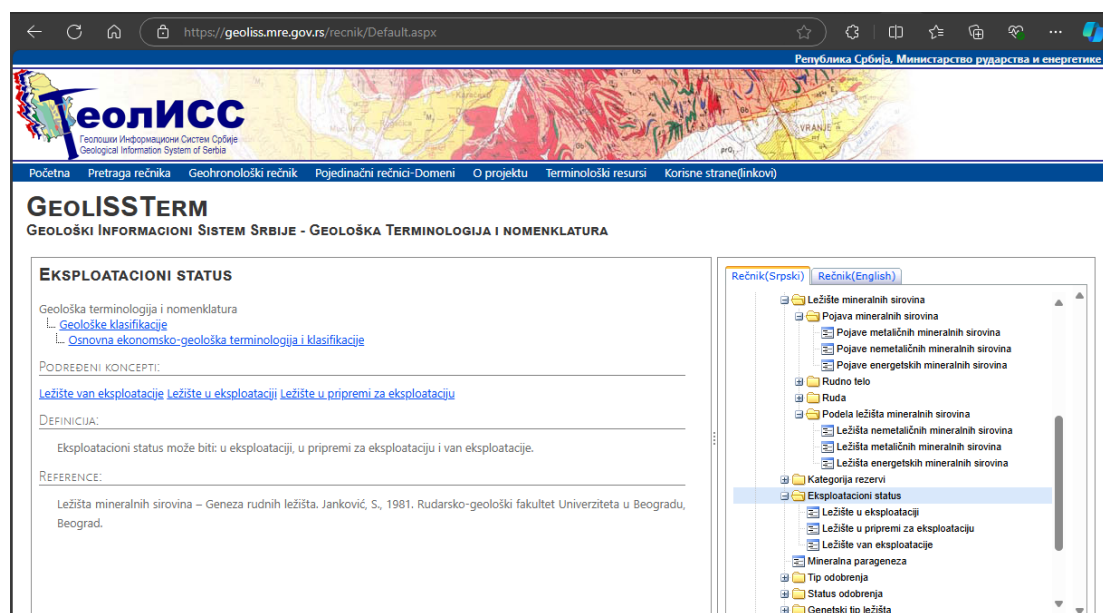 https://geoliss.mre.gov.rs/recnik/Default.aspx
Република Србија, Министарство рударства и енергетике
ГеолИСС
Геолошки Информациони Систем Србије
Geological Information System of Serbia
VRANJE
Početna Pretraga rečnika Geohronološki rečnik Pojedinačni rečnici-Domeni O projektu Terminološki resursi Korisne strane(linkovi)
GeolISSTerm
Geološki Informacioni Sistem Srbije - Geološka Terminologija i nomenklatura
Eksploatacioni status
Geološka terminologija i nomenklatura
Geološke klasifikacije
Osnovna ekonomsko-geološka terminologija i klasifikacije
Podređeni koncepti:
Ležište van eksploatacije Ležište u eksploataciji Ležište u pripremi za eksploataciju
Definicija:
Eksploatacioni status može biti: u eksploataciji, u pripremi za eksploataciju i van eksploatacije.
Reference:
Ležišta mineralnih sirovina – Geneza rudnih ležišta. Janković, S., 1981. Rudarsko-geološki fakultet Univerziteta u Beogradu,
Beograd.
Rečnik(Srpski) Rečnik(English)
Ležište mineralnih sirovina
Pojava mineralnih sirovina
Pojave metaličnih mineralnih sirovina
Pojave nemetaličnih mineralnih sirovina
Pojave energetskih mineralnih sirovina
Rudno telo
Ruda
Podela ležišta mineralnih sirovina
Ležišta nemetaličnih mineralnih sirovina
Ležišta metaličnih mineralnih sirovina
Ležišta energetskih mineralnih sirovina
Kategorija rezervi
Eksploatacioni status
Ležište u eksploataciji
Ležište u pripremi za eksploataciju
Ležište van eksploatacije
Mineralna parageneza
Tip odobrenja
Status odobrenja
Genetski tip ležišta